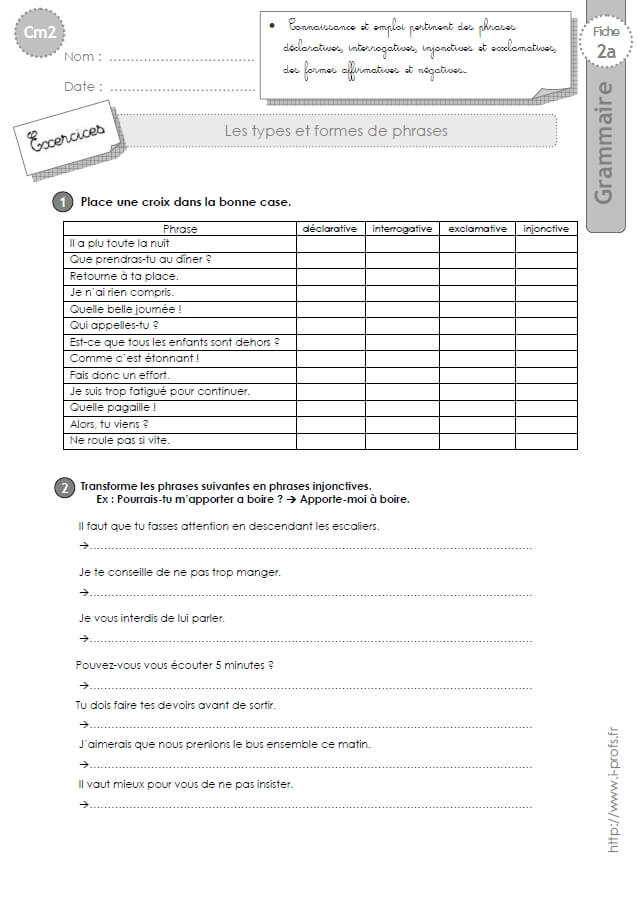 Cm2
Nom : ..................................
Date : ..................................
• Connaissance et emploi pertinent des phrases
déclaratives, interrogatives, injonctives et exclamatives,
des formes affirmatives et négatives.
Fiche
2a
Grammaire
Exercices
Les types et formes de phrases
1 Place une croix dans la bonne case.
Phrase déclarative interrogative exclamative injonctive
Il a plu toute la nuit
Que prendras-tu au dîner ?
Retourne à ta place.
Je n'ai rien compris.
Quelle belle journée !
Qui appelles-tu ?
Est-ce que tous les enfants sont dehors ?
Comme c'est étonnant !
Fais donc un effort.
Je suis trop fatigué pour continuer.
Quelle pagaille !
Alors, tu viens ?
Ne roule pas si vite.
2 Transforme les phrases suivantes en phrases injonctives.
Ex : Pourrais-tu m'apporter a boire ? → Apporte-moi à boire.
Il faut que tu fasses attention en descendant les escaliers.
→..................................................................................................
Je te conseille de ne pas trop manger.
→..................................................................................................
Je vous interdis de lui parler.
→..................................................................................................
Pouvez-vous vous écouter 5 minutes ?
→..................................................................................................
Tu dois faire tes devoirs avant de sortir.
→..................................................................................................
J'aimerais que nous prenions le bus ensemble ce matin.
→..................................................................................................
Il vaut mieux pour vous de ne pas insister.
→..................................................................................................
http://www.i-profs.fr